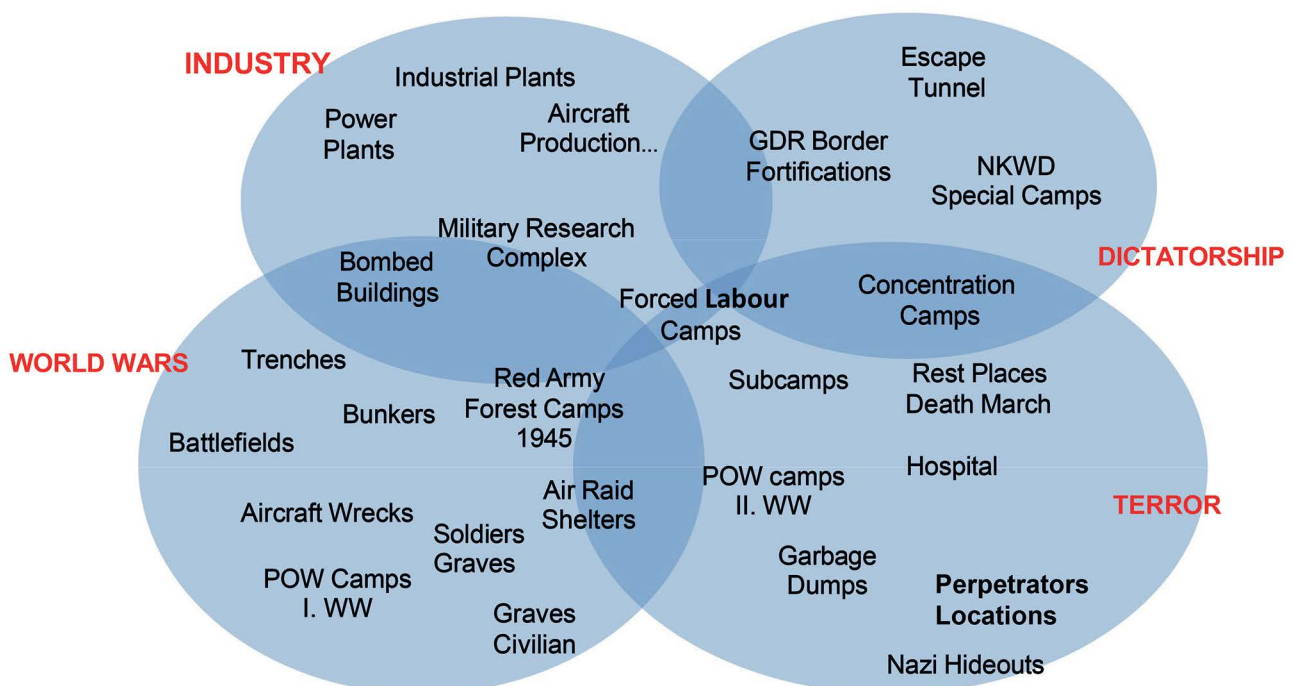 INDUSTRY
Industrial Plants
Power
Plants
Aircraft
Production...
Military Research
Complex
Bombed
Buildings
Escape
Tunnel
GDR Border
Fortifications
NKWD
Special Camps
DICTATORSHIP
Concentration
Camps
Forced Labour
Camps
WORLD WARS
Trenches
Bunkers
Red Army
Forest Camps
1945
Battlefields
Aircraft Wrecks
Air Raid
Shelters
Soldiers
Graves
POW Camps
I. WW
Graves
Civilian
Subcamps
Rest Places
Death March
POW camps
II. WW
Hospital
TERROR
Garbage
Dumps
Perpetrators
Locations
Nazi Hideouts